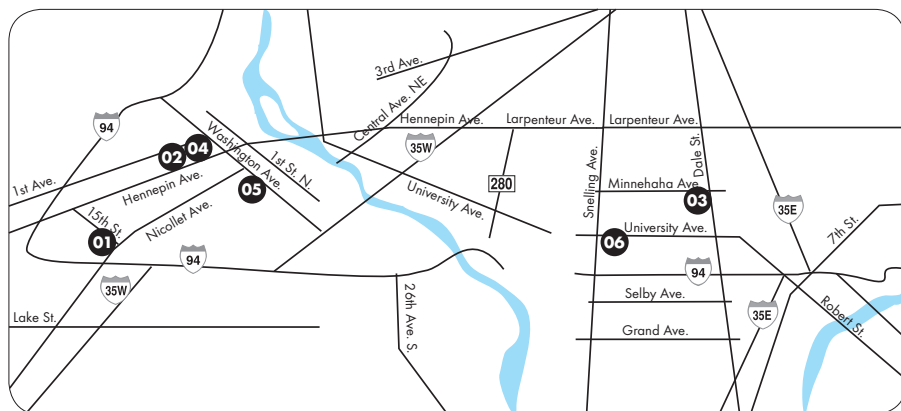 3rd Ave.
Central Ave. NE
94
Hennepin Ave.
Larpenteur Ave.
Larpenteur Ave.
35W
1st Ave.
02
04
Washington Ave.
1st St. N.
Hennepin Ave.
05
280
University Ave.
Snelling Ave.
Dale St.
Minnehaha Ave.
03
35E
7th St.
15th St.
01
Nicollet Ave.
94
06
University Ave.
94
35W
26th Ave. S.
Selby Ave.
35E
Robert St.
Lake St.
Grand Ave.